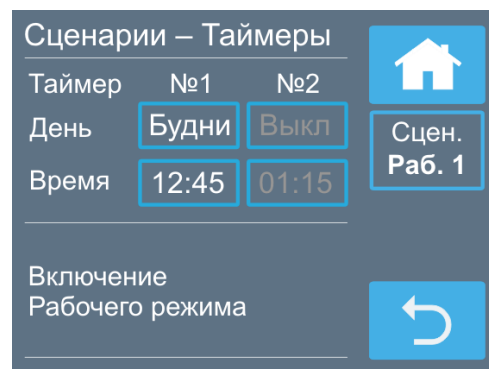 Сценарии – Таймеры
Таймер №1 №2
День Будни Выкл
Время 12:45 01:15
Сцен.
Раб. 1
Включение
Рабочего режима